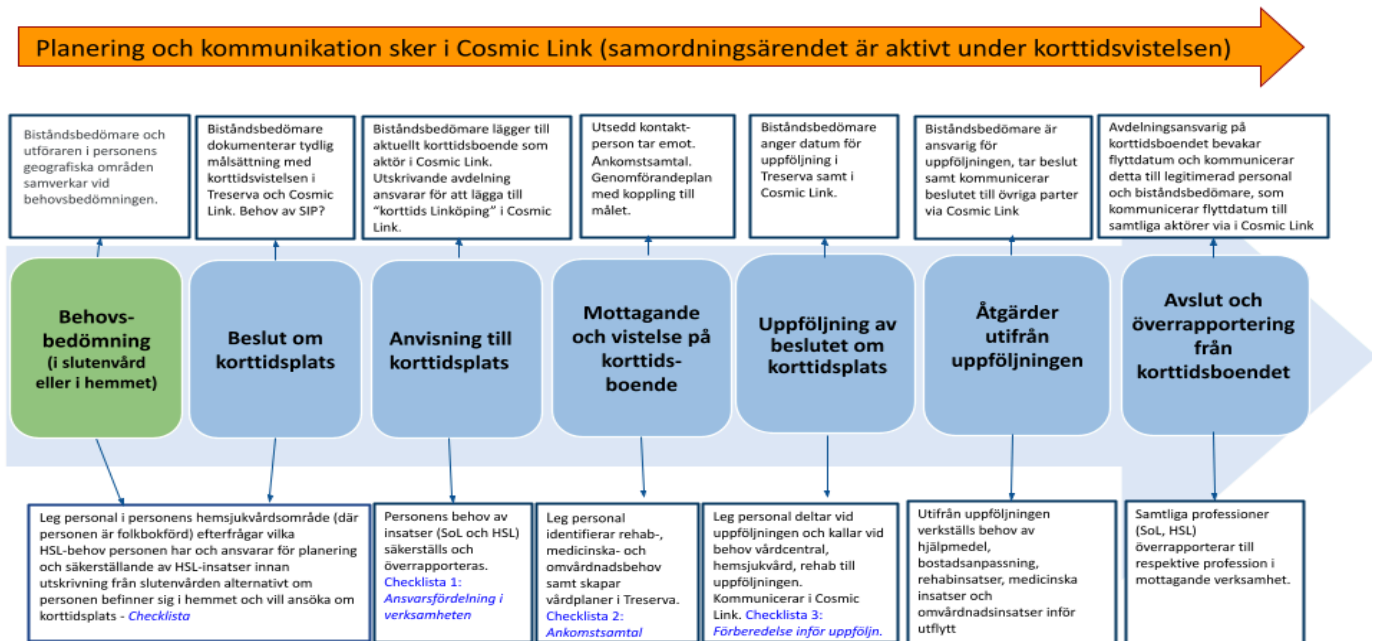 Planering och kommunikation sker i Cosmic Link (samordningsärendet är aktivt under korttidsvistelsen)
Biståndsbedömare och
utföraren i personens
geografiska områden
samverkar vid
behovsbedömningen.
Biståndsbedömare
dokumenterar tydlig
målsättning med
korttidsvistelsen i
Treserva och Cosmic
Link. Behov av SIP?
Biståndsbedömare lägger till
aktuellt korttidsboende som
aktör i Cosmic Link.
Utskrivande avdelning
ansvarar för att lägga till
”korttids Linköping” i Cosmic
Link.
Utsedd kontakt-
person tar emot.
Ankomstsamtal.
Genomförandeplan
med koppling till
målet.
Biståndsbedömare
anger datum för
uppföljning i
Treserva samt i
Cosmic Link.
Biståndsbedömare är
ansvarig för
uppföljningen, tar beslut
samt kommunicerar
beslutet till övriga parter
via Cosmic Link
Avdelningsansvarig på
korttidsboendet bevakar
flyttdatum och kommunicerar
detta till legitimerad personal
och biståndsbedömare, som
kommunicerar flyttdatum till
samtliga aktörer via i Cosmic Link
Behovs-
bedömning
(i slutenvård
eller i hemmet)
Beslut om
korttidsplats
Anvisning till
korttidsplats
Mottagande
och vistelse på
korttids-
boende
Uppföljning av
beslutet om
korttidsplats
Åtgärder
utifrån
uppföljningen
Avslut och
överrapportering
från
korttidsboendet
Leg personal i personens hemsjukvårdsområde (där
personen är folkbokförd) efterfrågar vilka
HSL-behov personen har och ansvarar för planering
och säkerställande av HSL-insatser innan
utskrivning från slutenvården alternativt om
personen befinner sig i hemmet och vill ansöka om
korttidsplats - Checklista
Personens behov av
insatser (SoL och HSL)
säkerställs och
överrapporteras.
Checklista 1:
Ansvarsfördelning i
verksamheten
Leg personal
identifierar rehab-,
medicinska- och
omvårdnadsbehov
samt skapar
vårdplaner i Treserva.
Checklista 2:
Ankomstsamtal
Leg personal deltar vid
uppföljningen och kallar vid
behov vårdcentral,
hemsjukvård, rehab till
uppföljningen.
Kommunicerar i Cosmic
Link. Checklista 3:
Förberedelse inför uppföljn.
Utifrån uppföljningen
verkställs behov av
hjälpmedel,
bostadsanpassning,
rehabinsatser, medicinska
insatser och
omvårdnadsinsatser inför
utflytt
Samtliga professioner
(SoL, HSL)
överrapporterar till
respektive profession i
mottagande verksamhet.